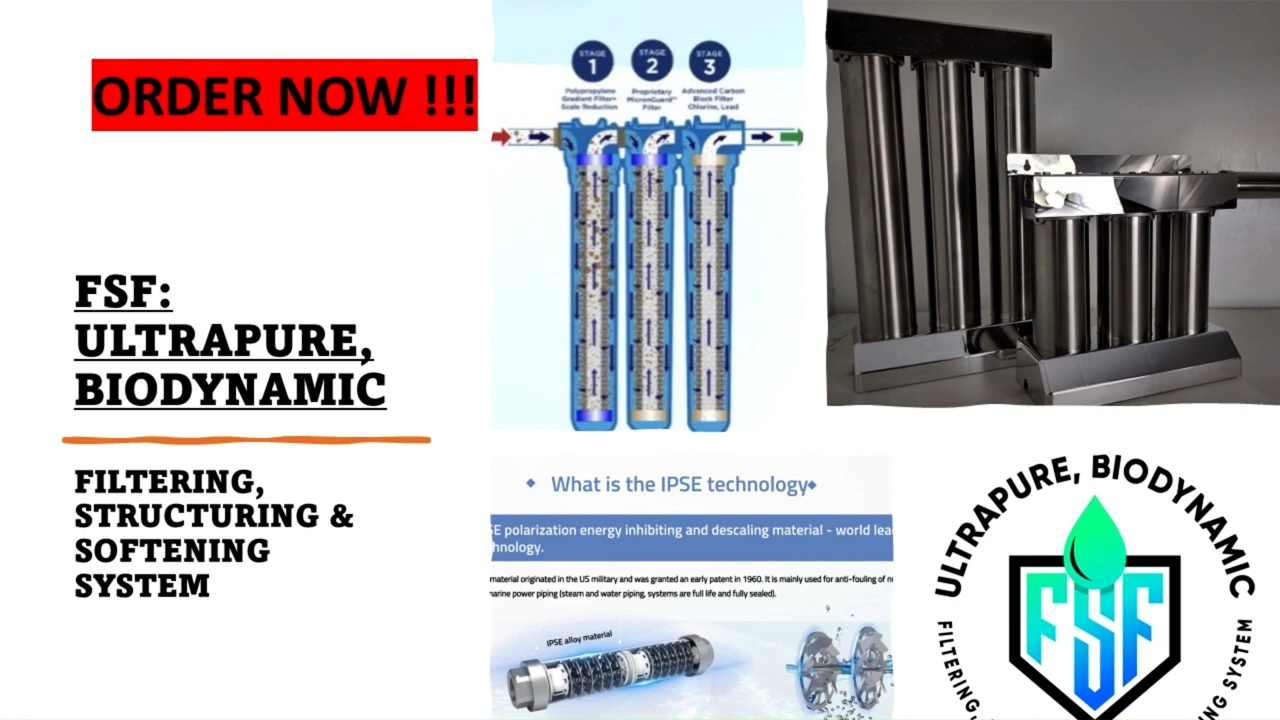 ORDER NOW !!!
FSF:
ULTRAPURE,
BIODYNAMIC
FILTERING,
STRUCTURING &
SOFTENING
SYSTEM
STAGE
1
Polypropylene
Gradient Filter
Scale Reduction
STAGE
2
Proprietary
MicronGuard™
Filter
STAGE
3
Advanced Carbon
Block Filter
Chlorine, Lead
What is the IPSE technology
SE polarization energy inhibiting and descaling material - world lea
hnology.
material originated in the US military and was granted an early patent in 1960. It is mainly used for anti-fouling of n
narine power piping (steam and water piping, systems are full life and fully sealed).
IPSE alloy material
ULTRAPURE, BIODYNAMIC
FSF
FILTERING,
NG SYSTEM